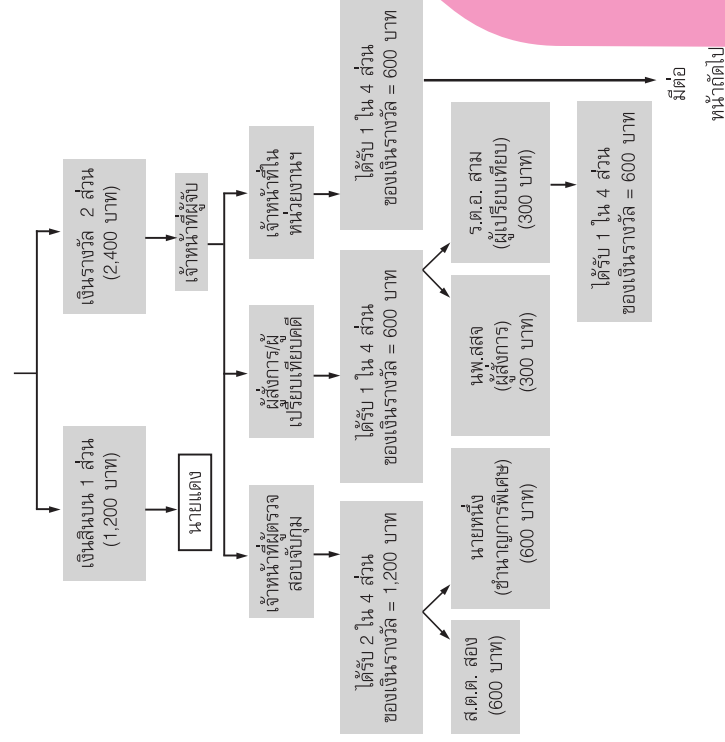 เงินสินบน 1 ส่วน
(1,200 บาท)
เงินรางวัล 2 ส่วน
(2,400 บาท)
นายแดง
เจ้าหน้าที่ผู้จับ
เจ้าหน้าที่ผู้ตรวจ
สอบจับกุม
ผู้สั่งการ/ผู้
เปรียบเทียบคดี
เจ้าหน้าที่ใน
หน่วยงานฯ
ได้รับ 2 ใน 4 ส่วน
ของเงินรางวัล = 1,200 บาท
ได้รับ 1 ใน 4 ส่วน
ของเงินรางวัล = 600 บาท
ได้รับ 1 ใน 4 ส่วน
ของเงินรางวัล = 600 บาท
ส.ต.ต. สอง
(600 บาท)
นายหนึ่ง
(ชำนาญการพิเศษ)
(600 บาท)
นพ.สสจ
(ผู้สั่งการ)
(300 บาท)
ร.ต.อ. สาม
(ผู้เปรียบเทียบ)
(300 บาท)
ได้รับ 1 ใน 4 ส่วน
ของเงินรางวัล = 600 บาท
มีต่อ
หน้าถัดไป